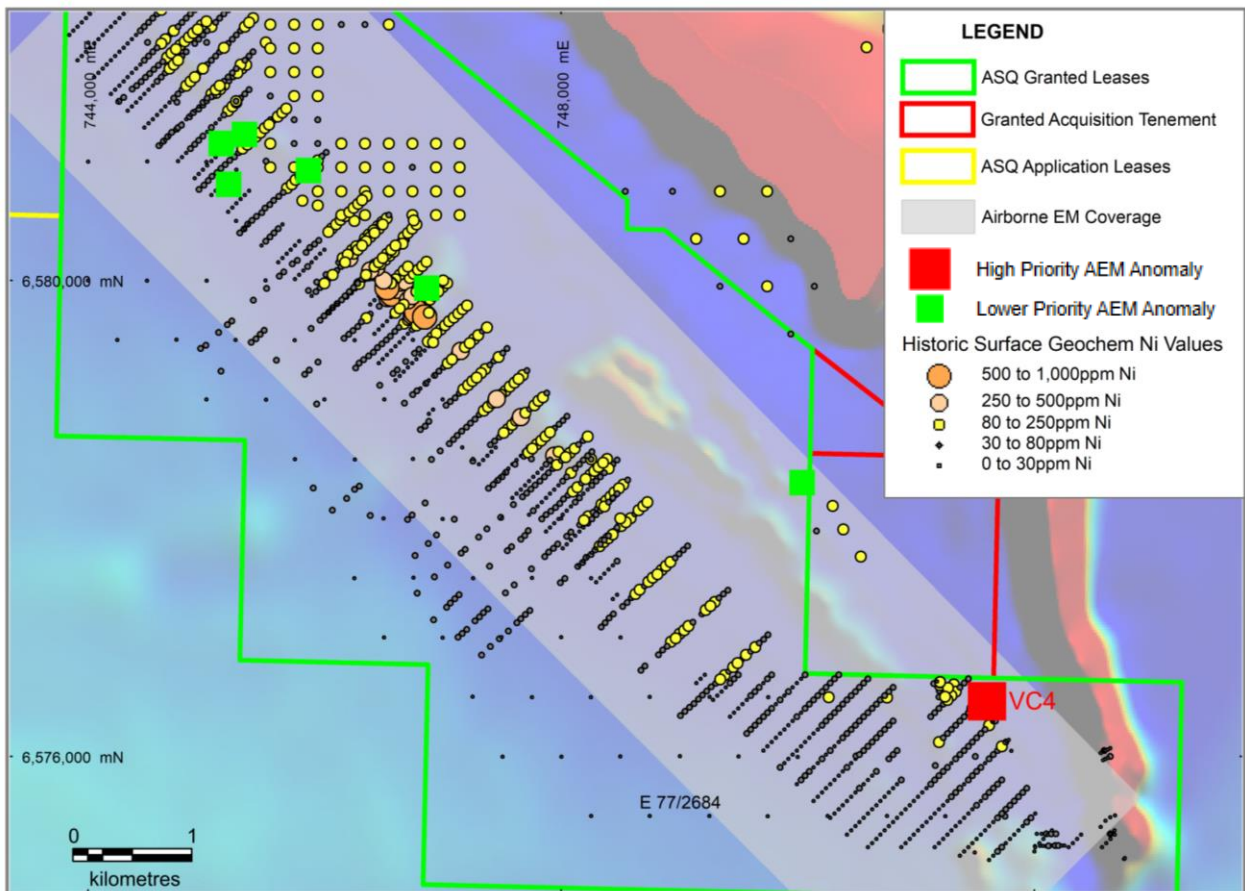 744,000 mE
748,000 mE
LEGEND
ASQ Granted Leases
Granted Acquisition Tenement
ASQ Application Leases
Airborne EM Coverage
High Priority AEM Anomaly
Lower Priority AEM Anomaly
Historic Surface Geochem Ni Values
500 to 1,000ppm Ni
250 to 500ppm Ni
80 to 250ppm Ni
30 to 80ppm Ni
0 to 30ppm Ni
6,580,000 mN
VC4
6,576,000 mN
E 77/2684
0 1
kilometres